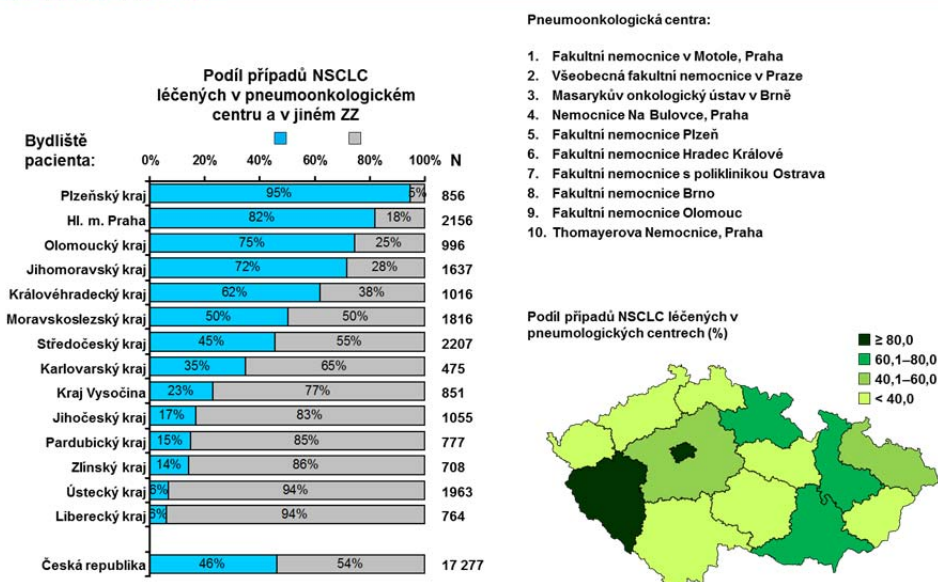 Podíl případů NSCLC
léčených v pneumoonkologickém
centru a v jiném ZZ
Bydliště
pacienta:
0% 20% 40% 60% 80% 100% N
Plzeňský kraj 95% 5% 856
Hl. m. Praha 82% 18% 2156
Olomoucký kraj 75% 25% 996
Jihomoravský kraj 72% 28% 1637
Královéhradecký kraj 62% 38% 1016
Moravskoslezský kraj 50% 50% 1816
Středočeský kraj 45% 55% 2207
Karlovarský kraj 35% 65% 475
Kraj Vysočina 23% 77% 851
Jihočeský kraj 17% 83% 1055
Pardubický kraj 15% 85% 777
Zlínský kraj 14% 86% 708
Ústecký kraj 6% 94% 1963
Liberecký kraj 6% 94% 764
Česká republika 46% 54% 17 277
Pneumoonkologická centra:
1. Fakultní nemocnice v Motole, Praha
2. Všeobecná fakultní nemocnice v Praze
3. Masarykův onkologický ústav v Brně
4. Nemocnice Na Bulovce, Praha
5. Fakultní nemocnice Plzeň
6. Fakultní nemocnice Hradec Králové
7. Fakultní nemocnice s poliklinikou Ostrava
8. Fakultní nemocnice Brno
9. Fakultní nemocnice Olomouc
10. Thomayerova Nemocnice, Praha
Podíl případů NSCLC léčených v
pneumologických centrech (%)
≥ 80,0
60,1–80,0
40,1–60,0
< 40,0